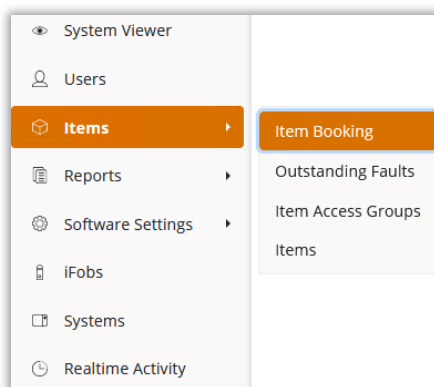 System Viewer
Users
Items
Reports
Software Settings
iFobs
Systems
Realtime Activity
Item Booking
Outstanding Faults
Item Access Groups
Items